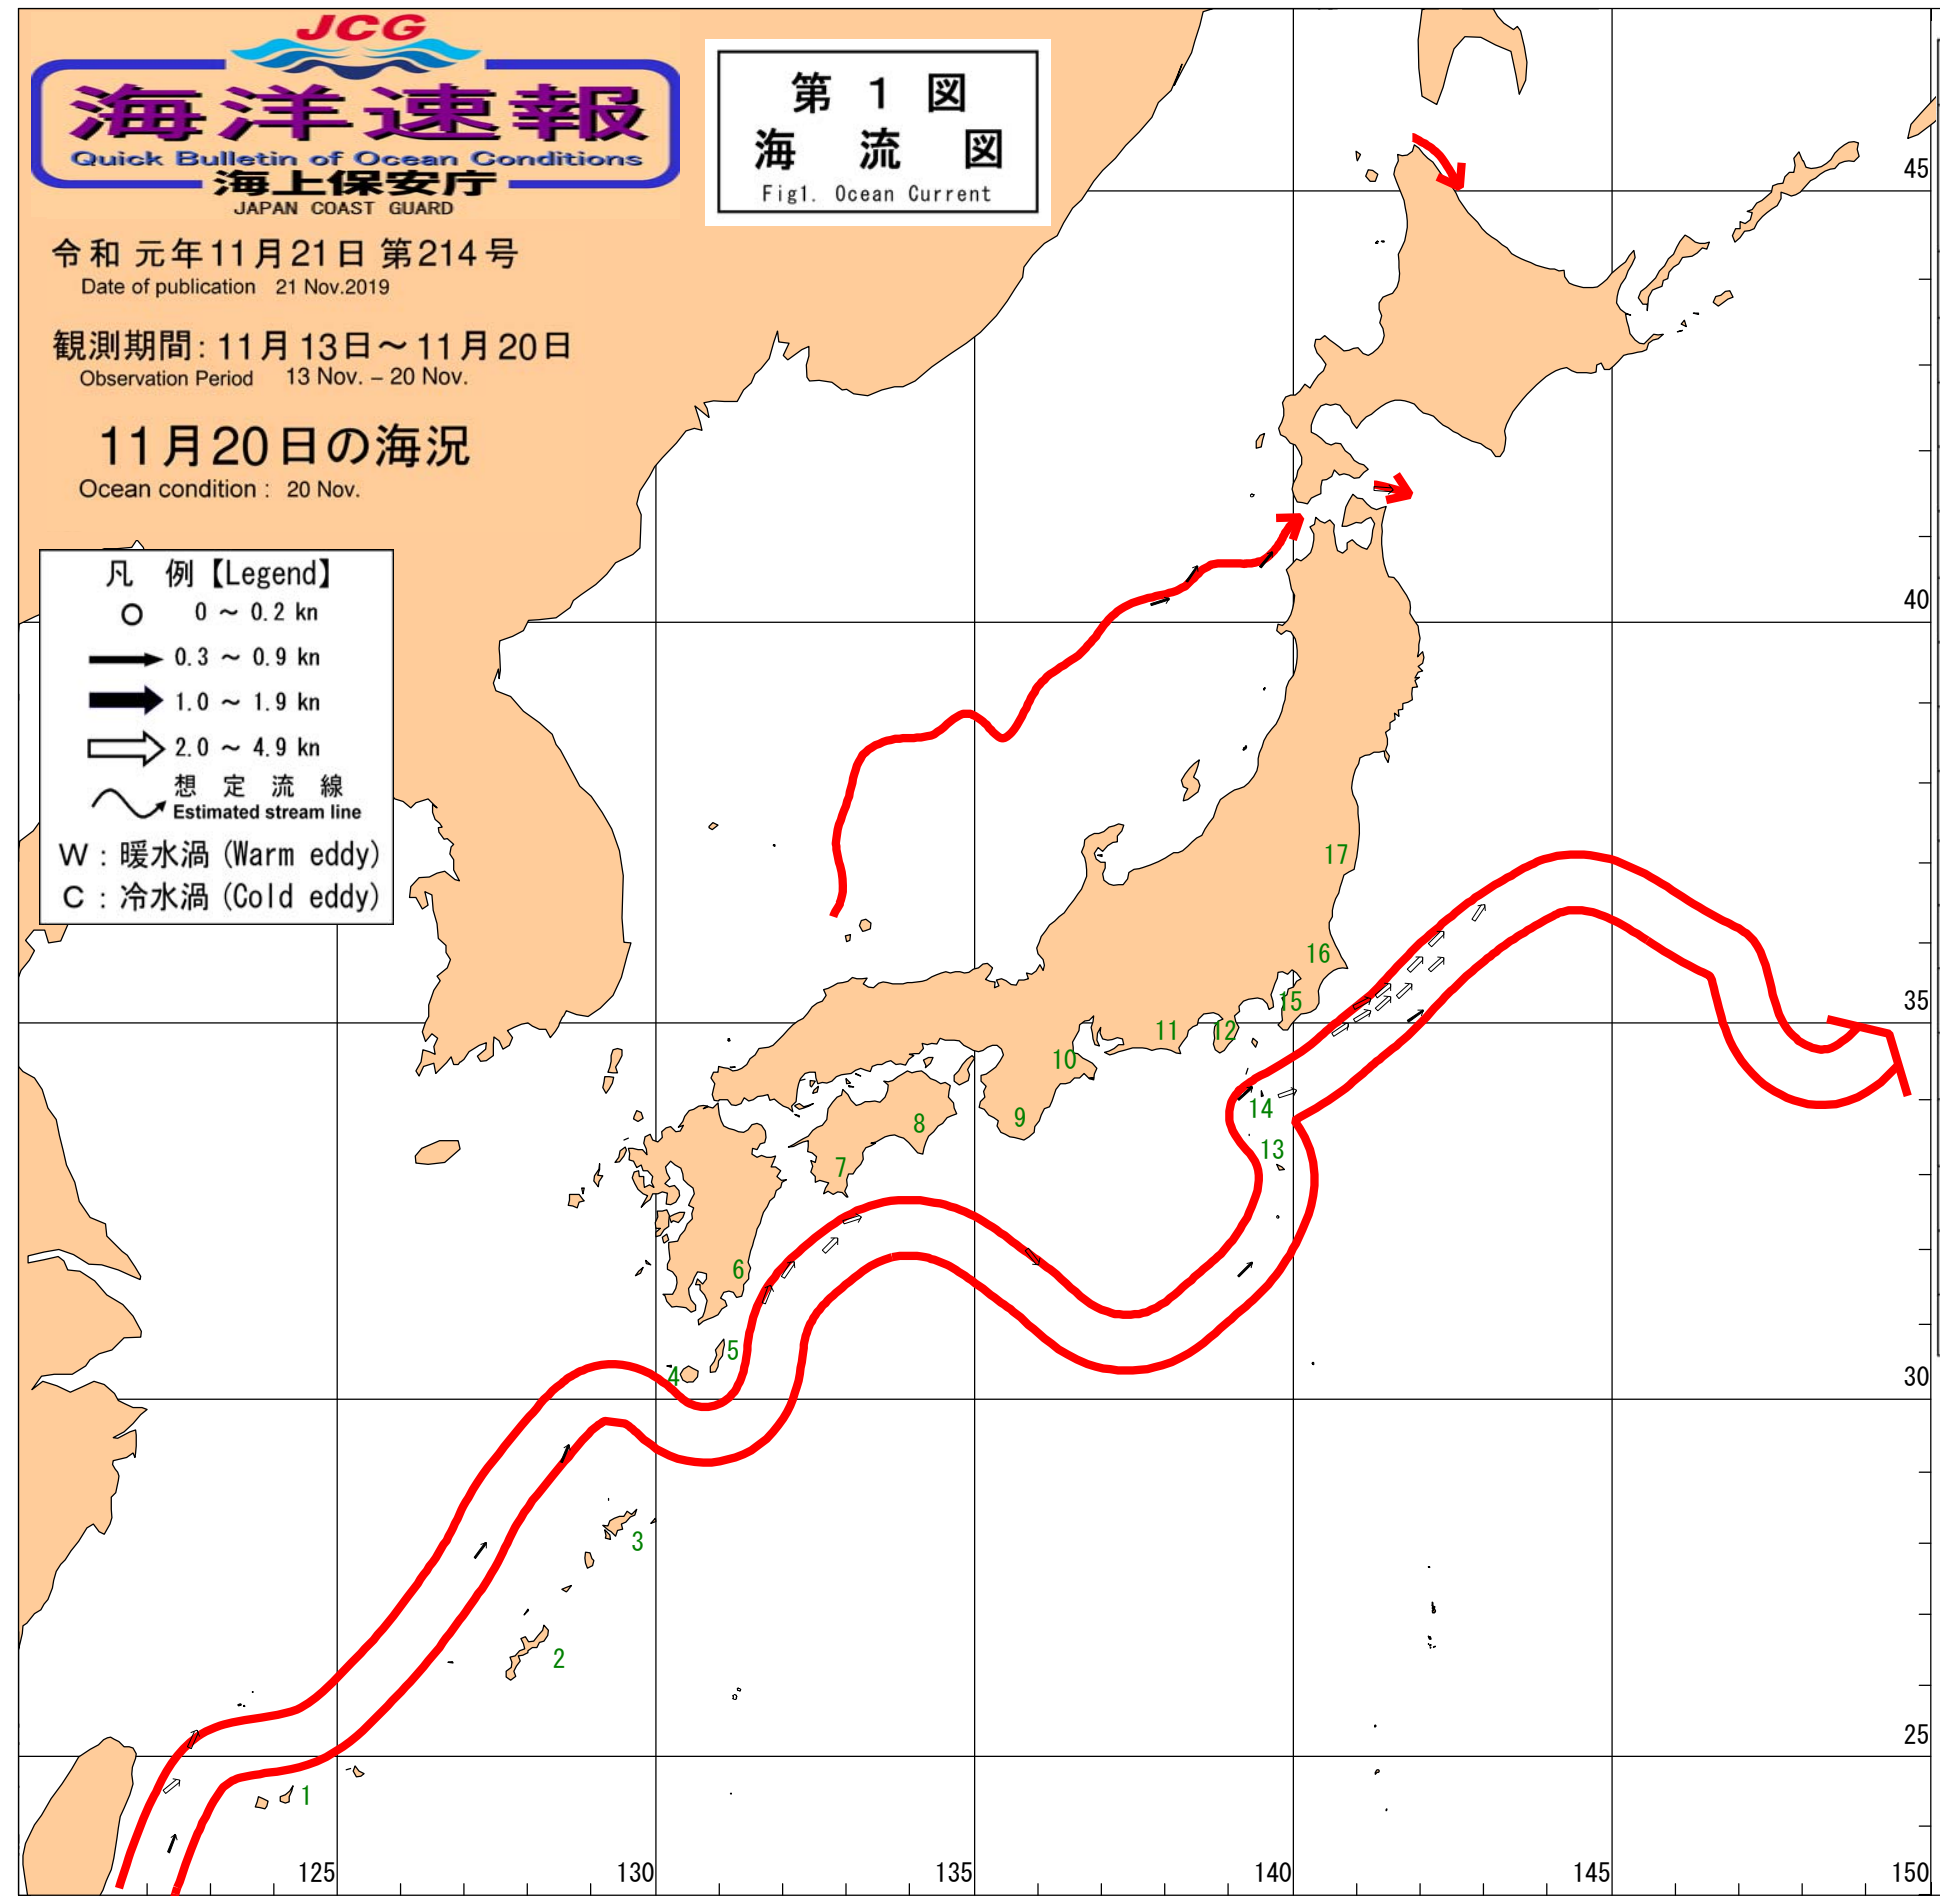 JCG
海洋速報
Quick Bulletin of Ocean Conditions
海上保安庁
JAPAN COAST GUARD
第 1 図
海 流 図
Fig1. Ocean Current
令和 元年11月21日 第214号
Date of publication 21 Nov.2019
観測期間: 11月13日～11月20日
Observation Period 13 Nov. – 20 Nov.
11月20日の海況
Ocean condition : 20 Nov.
凡 例【Legend】
0 ～ 0.2 kn
0.3 ～ 0.9 kn
1.0 ～ 1.9 kn
2.0 ～ 4.9 kn
想 定 流 線
Estimated stream line
W : 暖水渦 (Warm eddy)
C : 冷水渦 (Cold eddy)
45
40
17
16
35
15
12
11
10
14
9
8
13
7
6
5
4
30
3
2
25
1
125
130
135
140
145
150